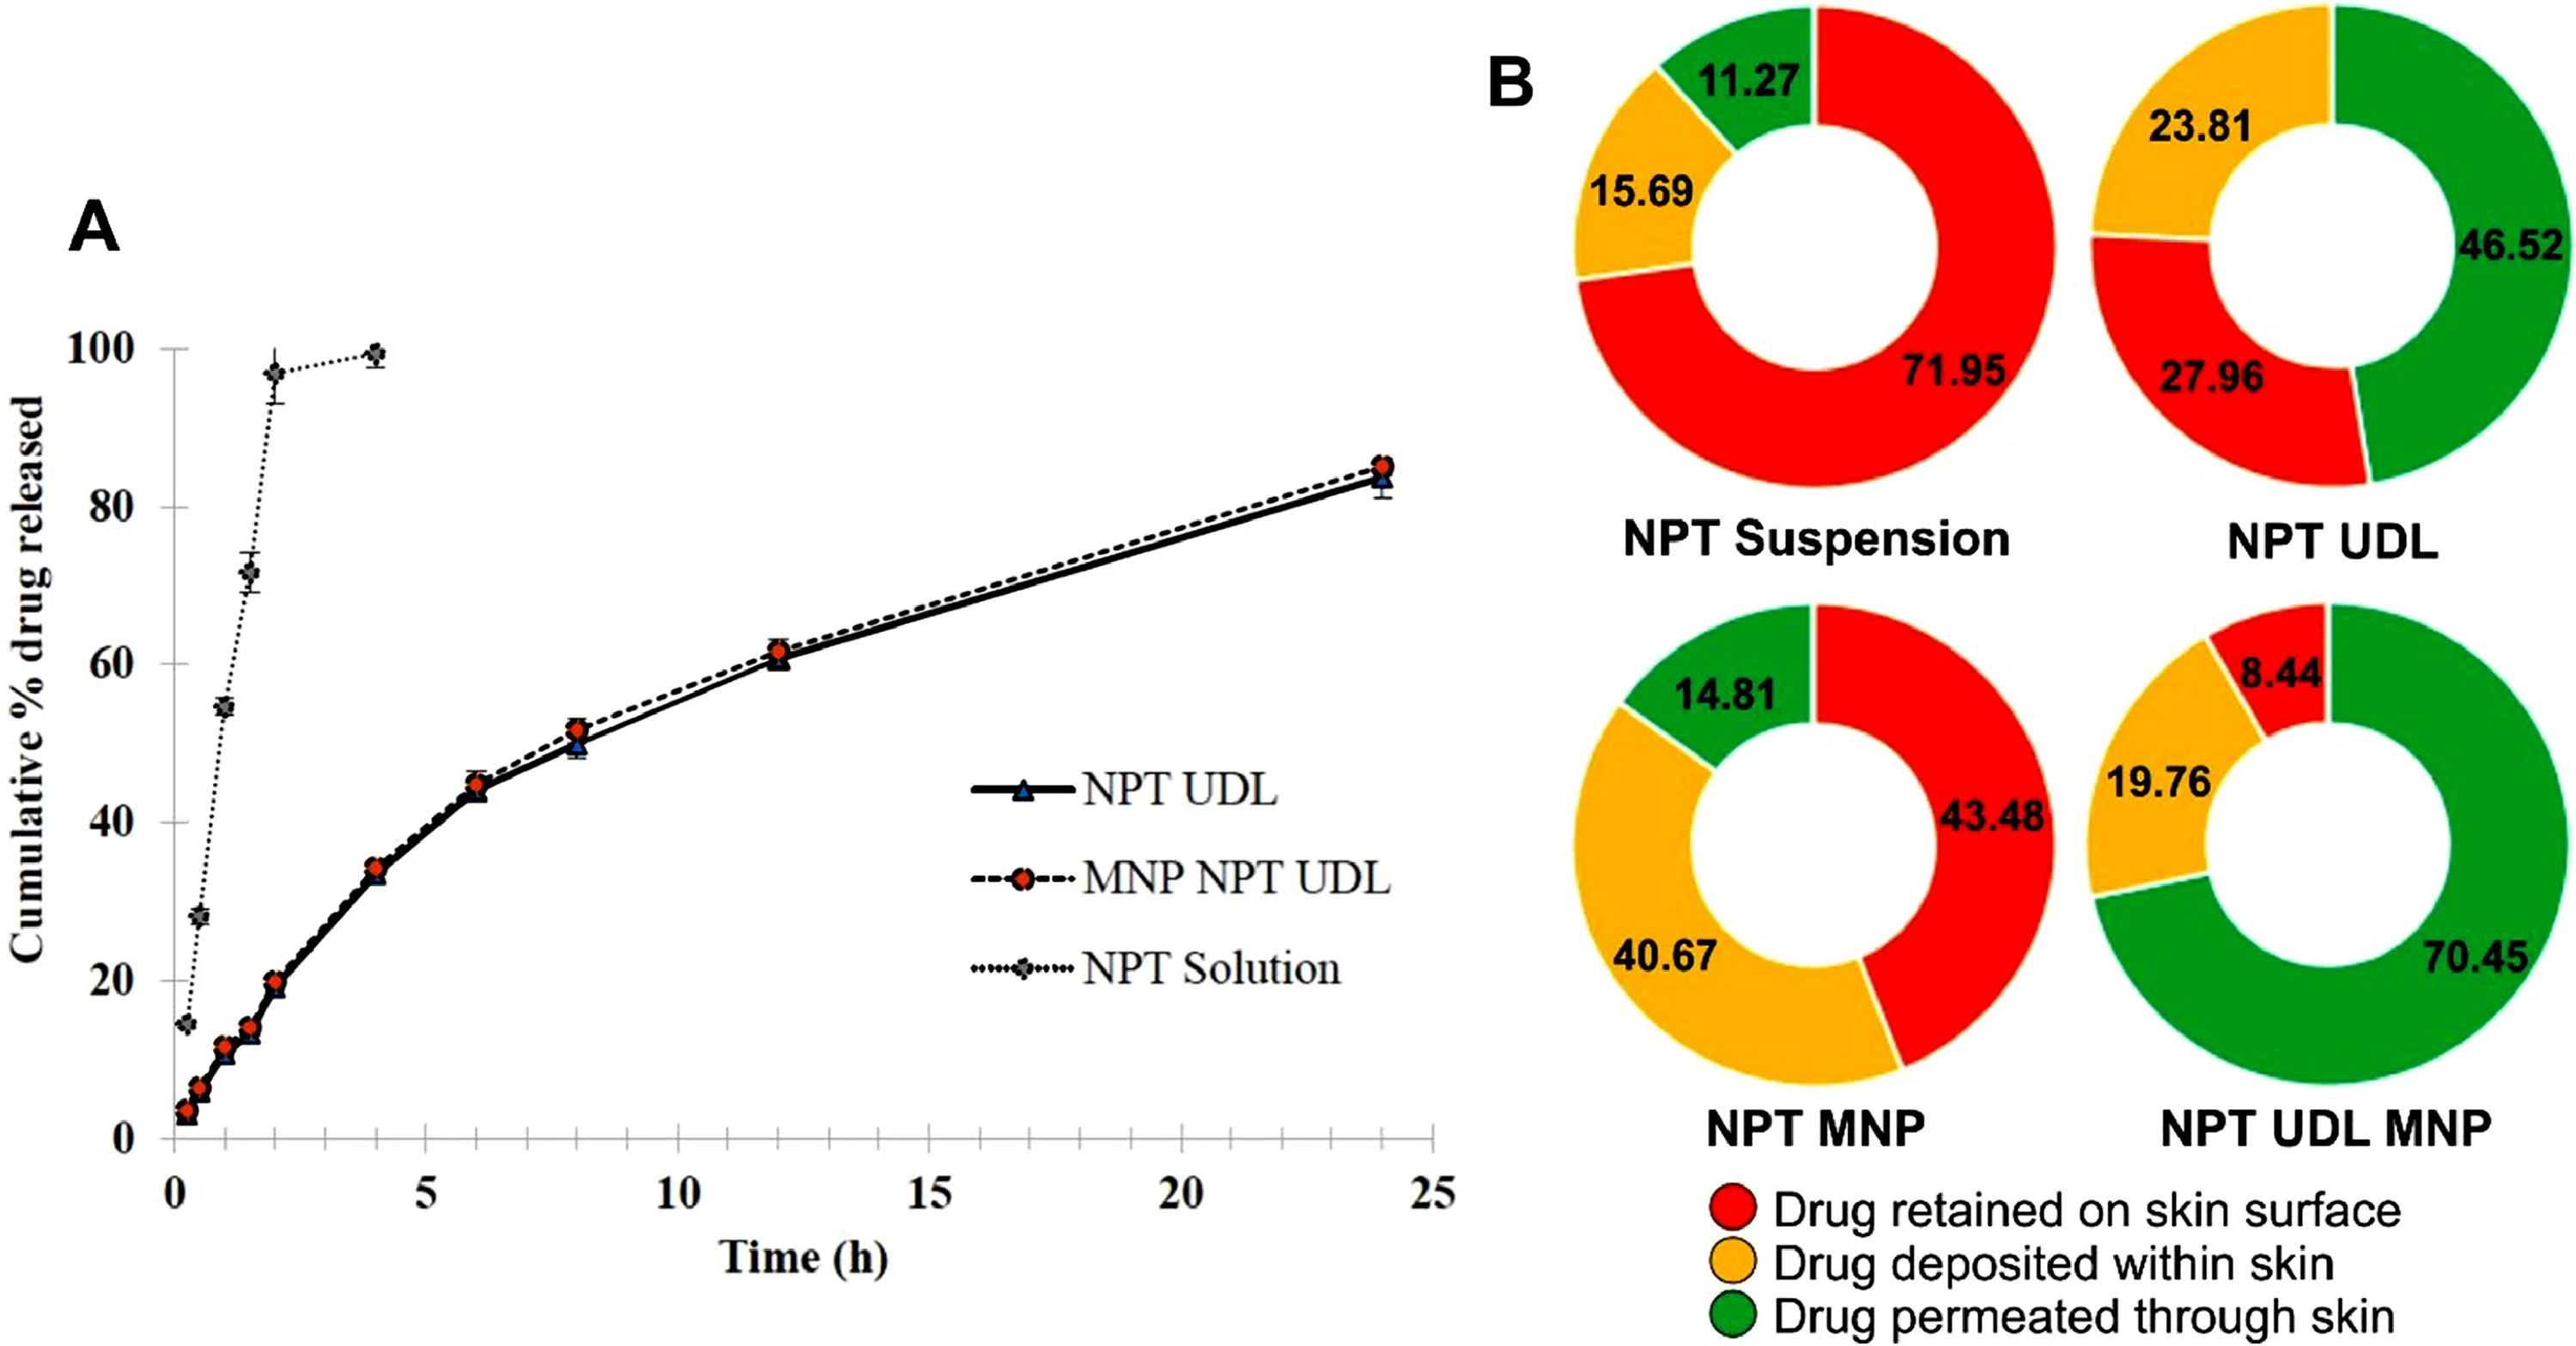 A
Cumulative % drug released
100
80
60
40
20
0
0 5 10 15 20 25
Time (h)
NPT UDL
MNP NPT UDL
NPT Solution
B
11.27
15.69
71.95
NPT Suspension
23.81
46.52
27.96
NPT UDL
14.81
43.48
40.67
NPT MNP
8.44
19.76
70.45
NPT UDL MNP
Drug retained on skin surface
Drug deposited within skin
Drug permeated through skin